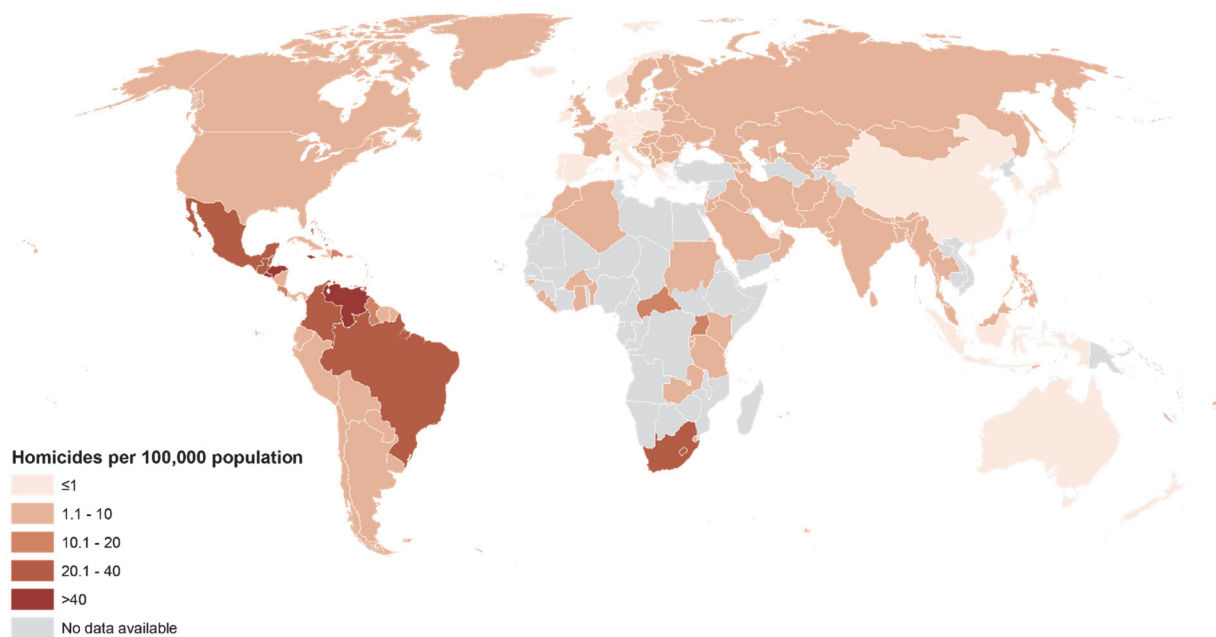 Homicides per 100,000 population
≤1
1.1 - 10
10.1 - 20
20.1 - 40
>40
No data available